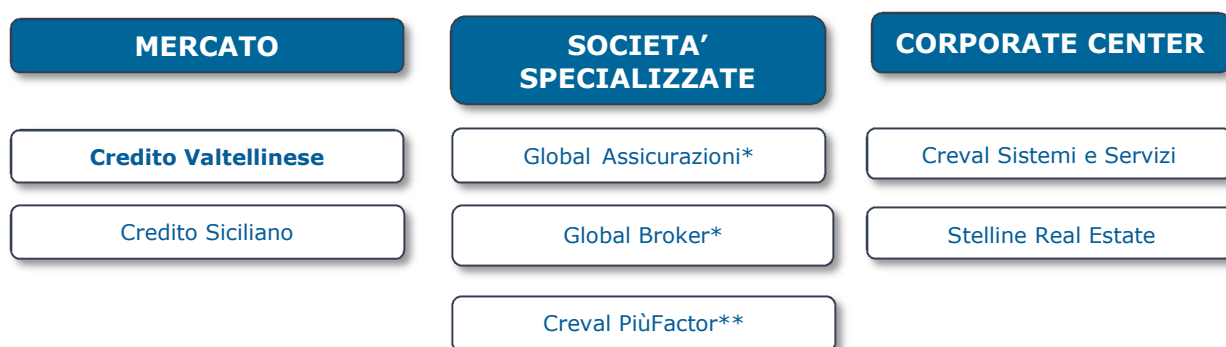 MERCATO
Credito Valtellinese
Credito Siciliano
SOCIETA’
SPECIALIZZATE
Global Assicurazioni*
Global Broker*
Creval PiùFactor**
CORPORATE CENTER
Creval Sistemi e Servizi
Stelline Real Estate